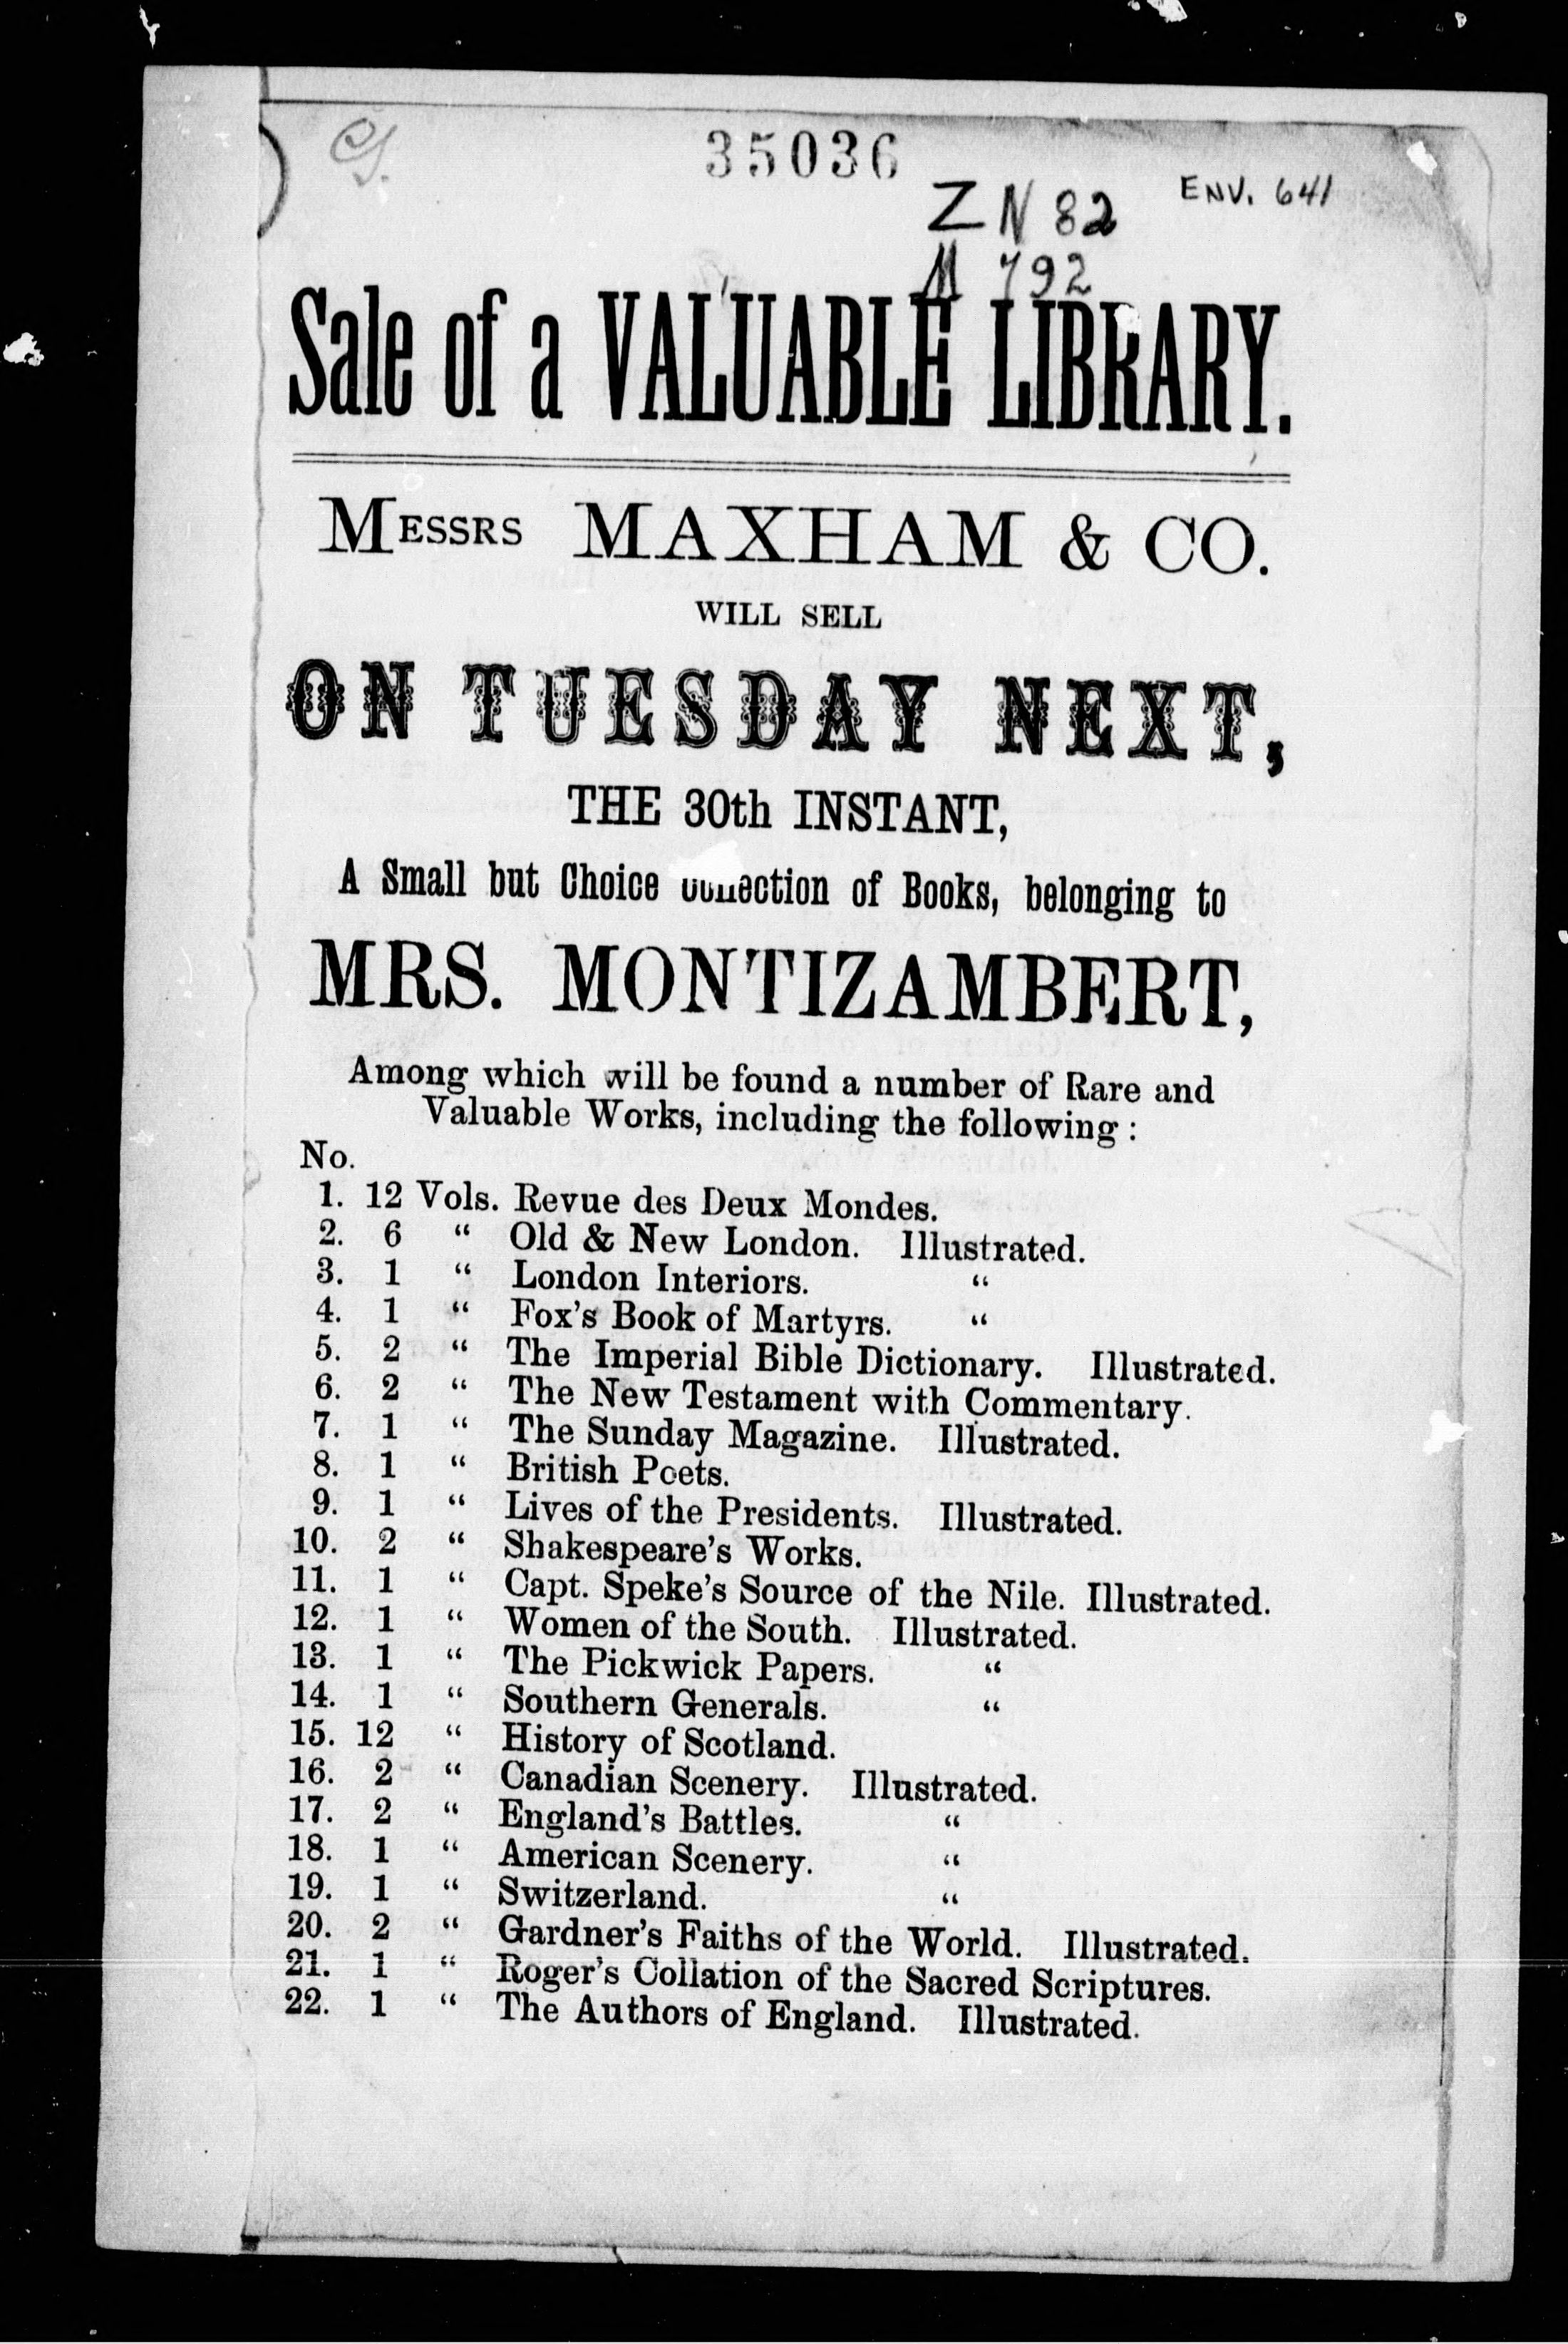 35036
ENV. 641
ZN 82
M 792
Sale of a VALUABLE LIBRARY.
MESSRS MAXHAM & CO.
WILL SELL
ON TUESDAY NEXT,
THE 30th INSTANT,
A Small but Choice Collection of Books, belonging to
MRS. MONTIZAMBERT,
Among which will be found a number of Rare and
Valuable Works, including the following :
No.
1. 12 Vols. Revue des Deux Mondes.
2. 6 “ Old & New London. Illustrated.
3. 1 “ London Interiors. “
4. 1 “ Fox's Book of Martyrs. “
5. 2 “ The Imperial Bible Dictionary. Illustrated.
6. 2 “ The New Testament with Commentary.
7. 1 “ The Sunday Magazine. Illustrated.
8. 1 “ British Poets.
9. 1 “ Lives of the Presidents. Illustrated.
10. 2 “ Shakespeare's Works.
11. 1 “ Capt. Speke's Source of the Nile. Illustrated.
12. 1 “ Women of the South. Illustrated.
13. 1 “ The Pickwick Papers. “
14. 1 “ Southern Generals. “
15. 12 “ History of Scotland.
16. 2 “ Canadian Scenery. Illustrated.
17. 2 “ England's Battles. “
18. 1 “ American Scenery. “
19. 1 “ Switzerland. “
20. 2 “ Gardner's Faiths of the World. Illustrated.
21. 1 “ Roger's Collation of the Sacred Scriptures.
22. 1 “ The Authors of England. Illustrated.